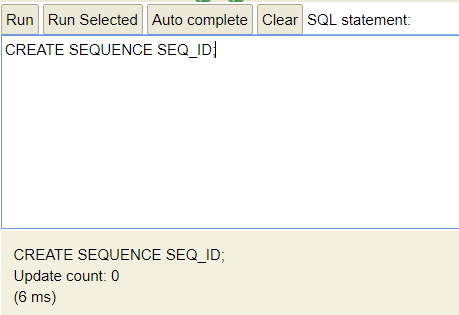 Run Run Selected Auto complete Clear SQL statement:
CREATE SEQUENCE SEQ_ID;
CREATE SEQUENCE SEQ_ID;
Update count: 0
(6 ms)